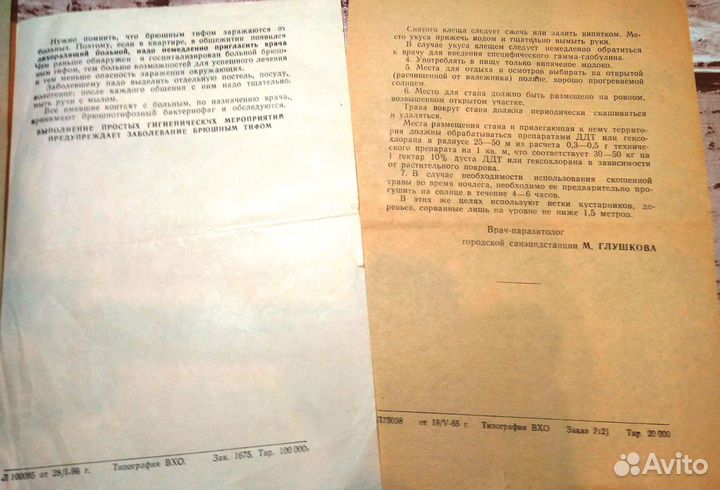 Нужно помнить, что брюшным тифом заражаются от
больных. Поэтому, если в квартире, в общежитии появился
лихорадящий больной, надо немедленно пригласить врача.
Чем раньше обнаружен и госпитализирован больной брюш-
ным тифом, тем больше возможностей для успешного лечения
и тем меньше опасность заражения окружающих.
Заболевшему надо выделить отдельную постель, посуду,
полотенце; после каждого общения с ним надо тщательно
мыть руки с мылом.
Все имевшие контакт с больным, по назначению врача,
принимают брюшнотифозный бактериофаг и обследуются.
ВЫПОЛНЕНИЕ ПРОСТЫХ ГИГИЕНИЧЕСКИХ МЕРОПРИЯТИЙ
ПРЕДУПРЕЖДАЕТ ЗАБОЛЕВАНИЕ БРЮШНЫМ ТИФОМ
Л 100085 от 28/I-66 г. Типография ВХО. Зак. 1675. Тир. 100 000.
Снятого клеща следует сжечь или залить кипятком. Ме-
сто укуса прижечь иодом и тщательно вымыть руки.
В случае укуса клещем следует немедленно обратиться
к врачу для введения специфического гамма-глобулина.
4. Употреблять в пищу только кипяченое молоко.
5. Места для отдыха и осмотров выбирать на открытой
(расчищенной от валежника) поляне, хорошо прогреваемой
солнцем.
6. Место для стана должно быть размещено на ровном,
возвышенном открытом участке.
Трава вокруг стана должна периодически скашиваться
и удаляться.
Места размещения стана и прилегающая к нему террито-
рия должны обрабатываться препаратами ДДТ или гексо-
хлорана в радиусе 25—50 м из расчета 0,3—0,5 г техниче-
ского препарата на 1 кв. м, что соответствует 30—50 кг на
1 гектар 10% дуста ДДТ или гексохлорана в зависимости
от растительного покрова.
7. В случае необходимости использования скошенной
травы во время ночлега, необходимо ее предварительно про-
сушить на солнце в течение 4—6 часов.
В этих же целях используют ветки кустарников, де-
ревьев, сорванные лишь на уровне не ниже 1,5 метров.
Врач-паразитолог
городской санэпидстанции М. ГЛУШКОВА
Л75038 от 18/V-65 г. Типография ВХО Заказ 2121 Тир. 20 000
Avito